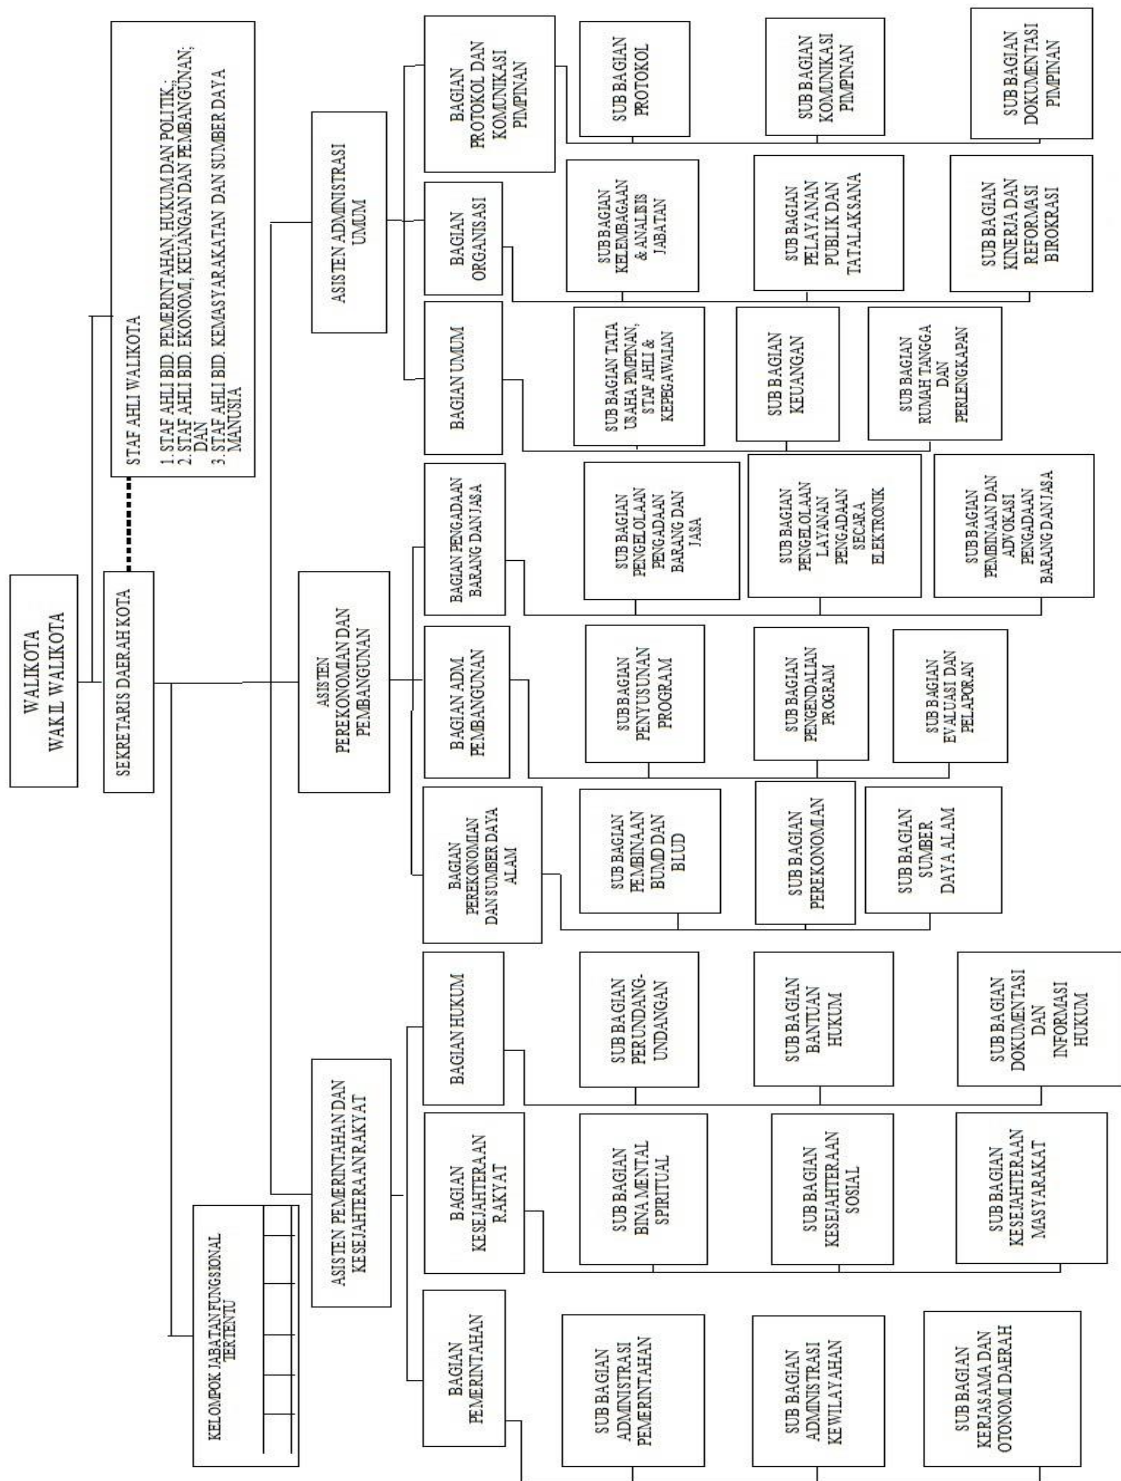 WALIKOTA
WAKIL WALIKOTA
SEKRETARIS DAERAH KOTA
STAF AHLI WALIKOTA
1. STAF AHLI BID. PEMERINTAHAN, HUKUM DAN POLITIK;;
2. STAF AHLI BID. EKONOMI, KEUANGAN DAN PEMBANGUNAN;
DAN
3. STAF AHLI BID. KEMASYARAKATAN DAN SUMBER DAYA
MANUSIA
KELOMPOK JABATAN FUNGSIONAL
TERTENTU
ASISTEN PEMERINTAHAN DAN
KESEJAHTERAAN RAKYAT
ASISTEN
PEREKONOMIAN DAN
PEMBANGUNAN
ASISTEN ADMINISTRASI
UMUM
BAGIAN
PEMERINTAHAN
BAGIAN
KESEJAHTERAAN
RAKYAT
BAGIAN HUKUM
BAGIAN
PEREKONOMIAN
DAN SUMBER DAYA
ALAM
BAGIAN ADM
PEMBANGUNAN
BAGIAN PENGADAAN
BARANG DAN JASA
BAGIAN UMUM
BAGIAN
ORGANISASI
BAGIAN
PROTOKOL DAN
KOMUNIKASI
PIMPINAN
SUB BAGIAN
ADMINISTRASI
PEMERINTAHAN
SUB BAGIAN
BINA MENTAL
SPIRITUAL
SUB BAGIAN
PERUNDANG-
UNDANGAN
SUB BAGIAN
PEMBINAAN
BUMD DAN
BLUD
SUB BAGIAN
PENYUSUNAN
PROGRAM
SUB BAGIAN
PENGELOLAAN
PENGADAAN
BARANG DAN
JASA
SUB BAGIAN TATA
USAHA PIMPINAN,
STAF AHLI &
KEPEGAWAIAN
SUB BAGIAN
KELEMBAGAAN
& ANALISIS
JABATAN
SUB BAGIAN
PROTOKOL
SUB BAGIAN
ADMINISTRASI
KEWILAYAHAN
SUB BAGIAN
KESEJAHTERAAN
SOSIAL
SUB BAGIAN
BANTUAN
HUKUM
SUB BAGIAN
PEREKONOMIAN
SUB BAGIAN
PENGENDALIAN
PROGRAM
SUB BAGIAN
PENGELOLAAN
LAYANAN
PENGADAAN
SECARA
ELEKTRONIK
SUB BAGIAN
KEUANGAN
SUB BAGIAN
PELAYANAN
PUBLIK DAN
TATALAKSANA
SUB BAGIAN
KOMUNIKASI
PIMPINAN
SUB BAGIAN
KERJASAMA DAN
OTONOMI DAERAH
SUB BAGIAN
KESEJAHTERAAN
MASYARAKAT
SUB BAGIAN
DOKUMENTASI
DAN
INFORMASI
HUKUM
SUB BAGIAN
SUMBER
DAYA ALAM
SUB BAGIAN
EVALUASI DAN
PELAPORAN
SUB BAGIAN
PEMBINAAN DAN
ADVOKASI
PENGADAAN
BARANG DAN JASA
SUB BAGIAN
RUMAH TANGGA
DAN
PERLENGKAPAN
SUB BAGIAN
KINERJA DAN
REFORMASI
BIROKRASI
SUB BAGIAN
DOKUMENTASI
PIMPINAN